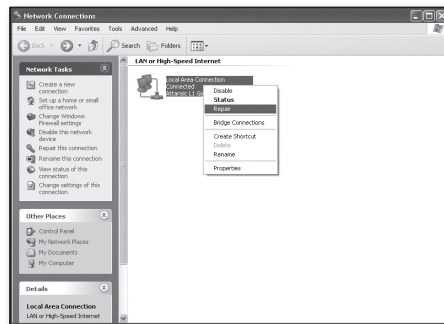 Network Connections
File Edit View Favorites Tools Advanced Help
Back Search Folders
LAN or High-Speed Internet
Network Tasks
Create a new
connection
Set up a home or small
office network
Change Windows
Firewall settings
Disable this network
device
Repair this connection
Rename this connection
View status of this
connection
Change settings of this
connection
Other Places
Control Panel
My Network Places
My Documents
My Computer
Details
Local Area Connection
LAN or High-Speed Internet
Local Area Connection
Connected
Attansic L1
Disable
Status
Repair
Bridge Connections
Create Shortcut
Delete
Rename
Properties